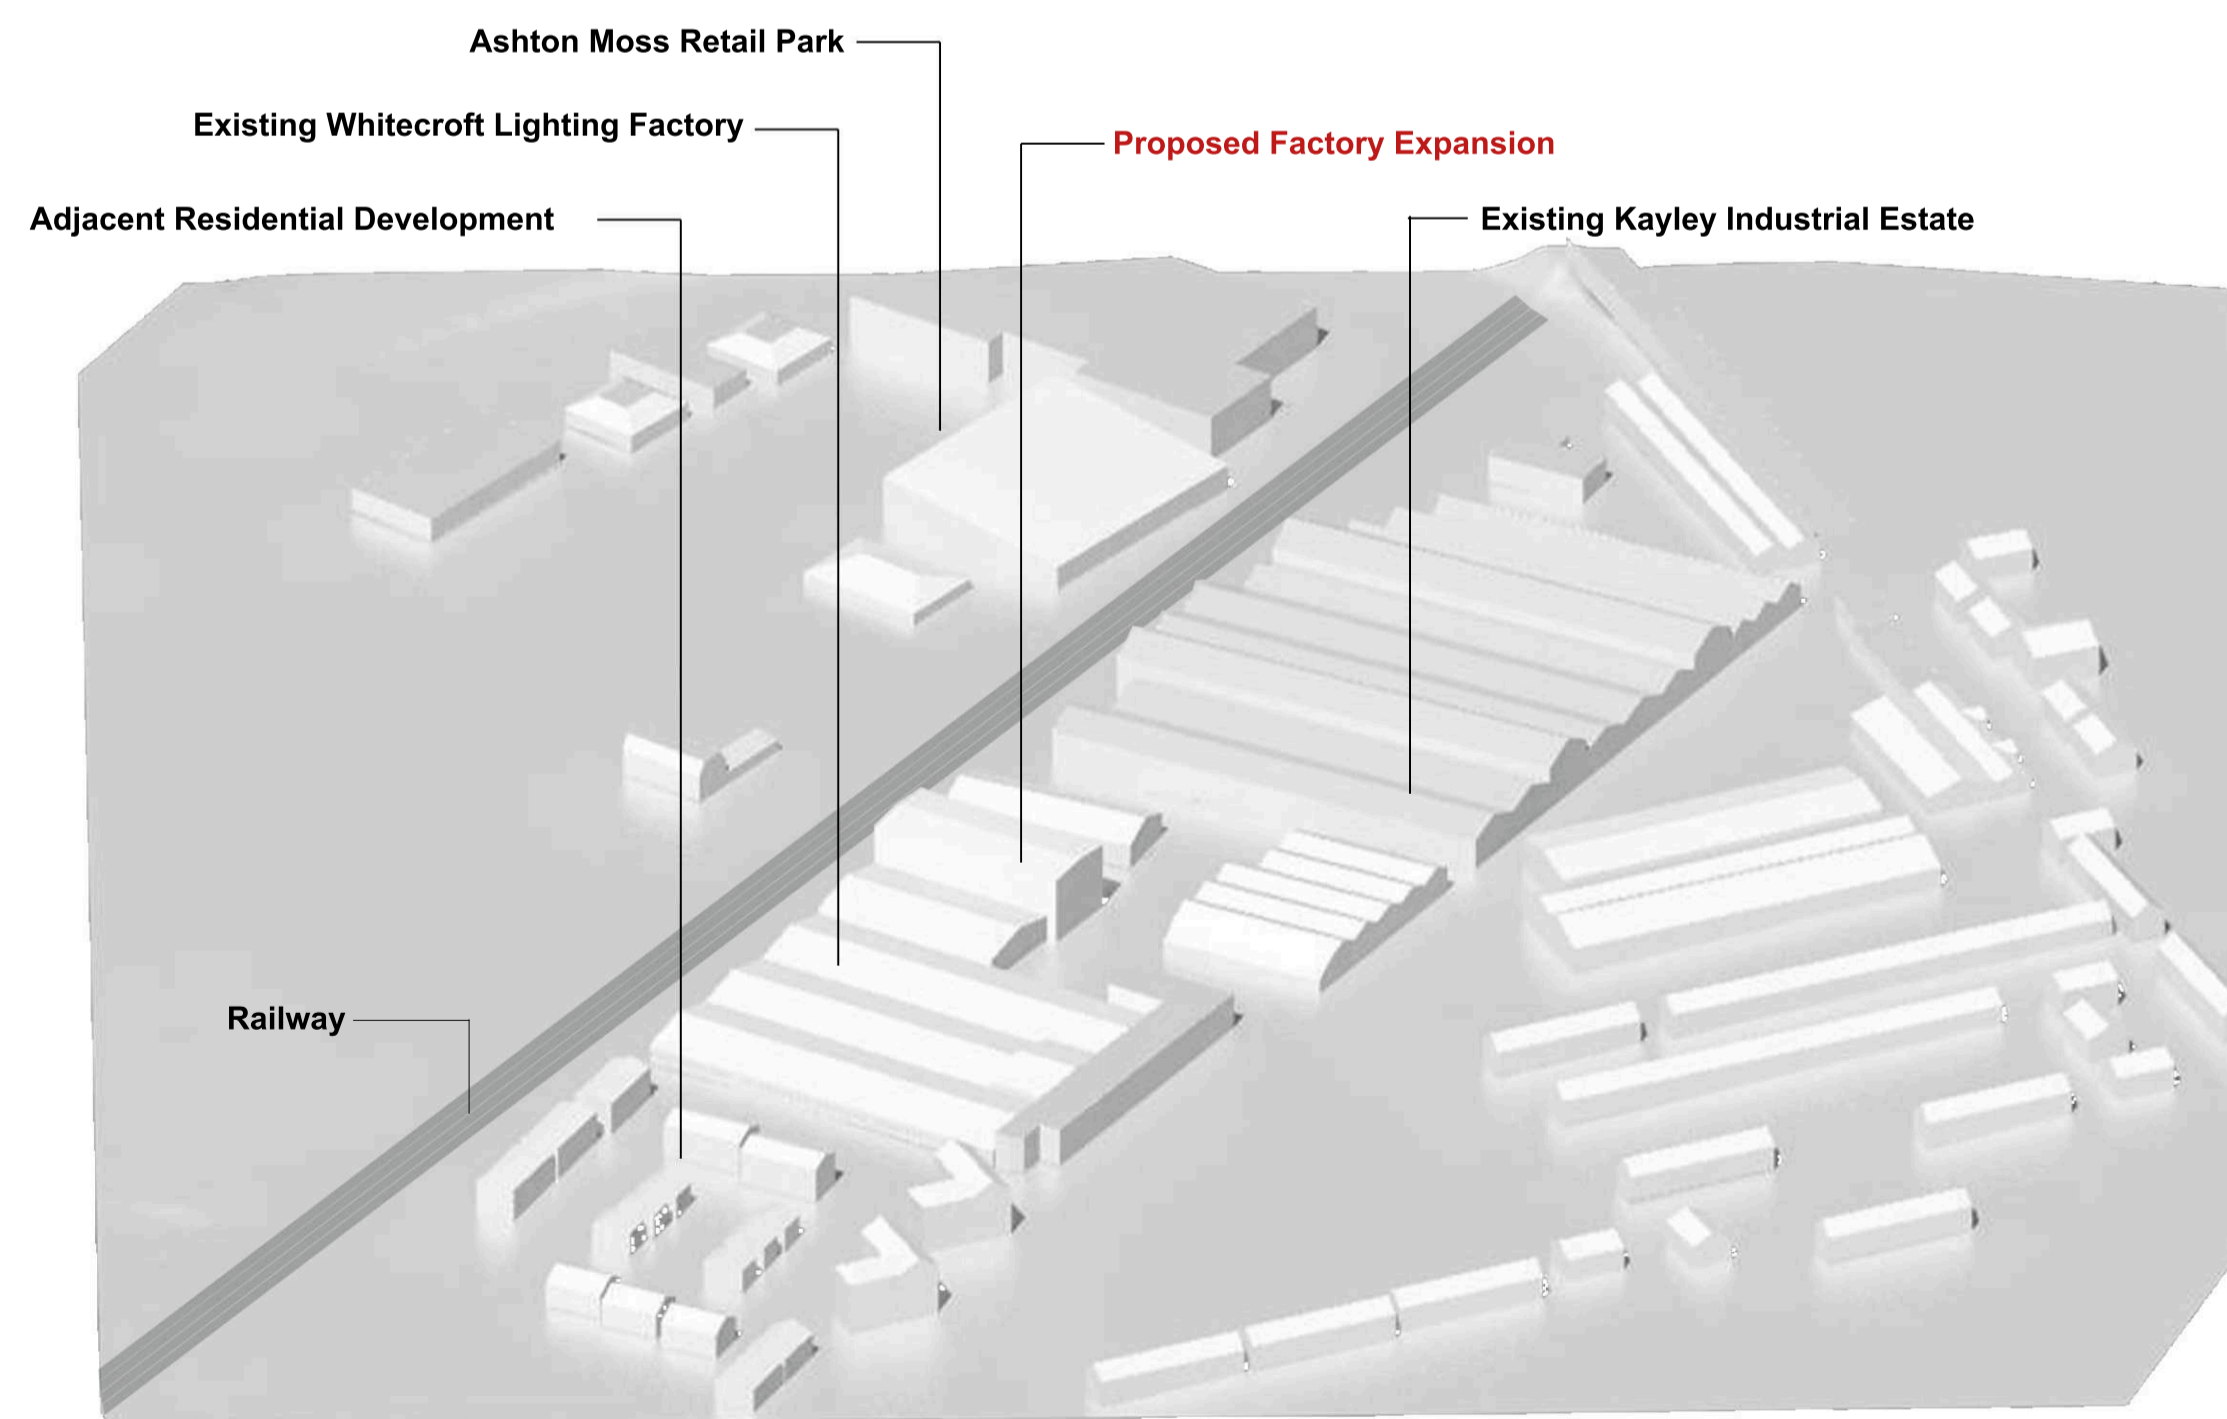 Ashton Moss Retail Park
Existing Whitecroft Lighting Factory
Proposed Factory Expansion
Adjacent Residential Development
Existing Kayley Industrial Estate
Railway